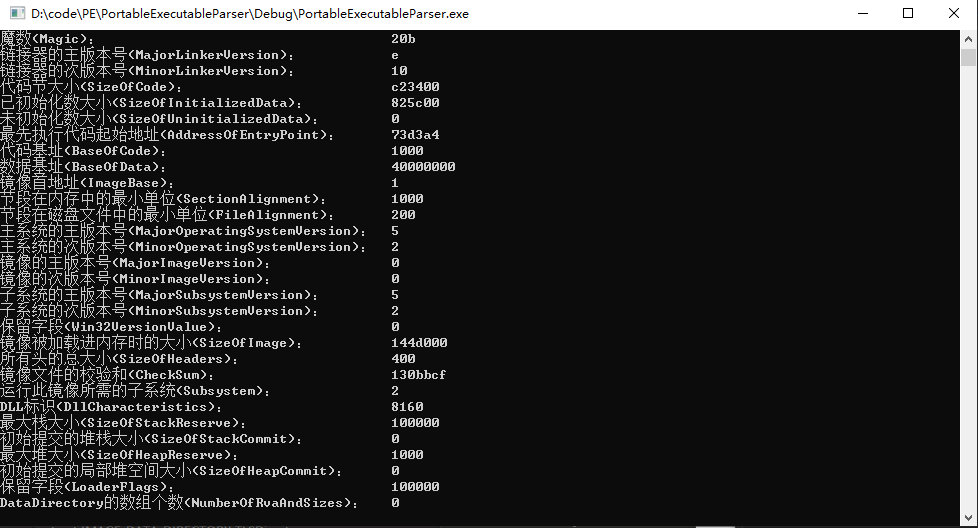 D:\code\PE\PortableExecutableParser\Debug\PortableExecutableParser.exe
魔数(Magic): 20b
链接器的主版本号(MajorLinkerVersion): e
链接器的次版本号(MinorLinkerVersion): 10
代码节大小(SizeOfCode): c23400
已初始化数大小(SizeOfInitializedData): 825c00
未初始化数大小(SizeOfUninitializedData): 0
最先执行代码起始地址(AddressOfEntryPoint): 73d3a4
代码基址(BaseOfCode): 1000
数据基址(BaseOfData): 40000000
镜像首地址(ImageBase): 1
节段在内存中的最小单位(SectionAlignment): 1000
节段在磁盘文件中的最小单位(FileAlignment): 200
主系统的主版本号(MajorOperatingSystemVersion): 5
主系统的次版本号(MinorOperatingSystemVersion): 2
镜像的主版本号(MajorImageVersion): 0
镜像的次版本号(MinorImageVersion): 0
子系统的主版本号(MajorSubsystemVersion): 5
子系统的次版本号(MinorSubsystemVersion): 2
保留字段(Win32VersionValue): 0
镜像被加载进内存时的大小(SizeOfImage): 144d000
所有头的总大小(SizeOfHeaders): 400
镜像文件的校验和(CheckSum): 130bbcf
运行此镜像所需的子系统(Subsystem): 2
DLL标识(DllCharacteristics): 8160
最大栈大小(SizeOfStackReserve): 100000
初始提交的堆栈大小(SizeOfStackCommit): 0
最大堆大小(SizeOfHeapReserve): 1000
初始提交的局部堆空间大小(SizeOfHeapCommit): 0
保留字段(LoaderFlags): 100000
DataDirectory的数组个数(NumberOfRvaAndSizes): 0